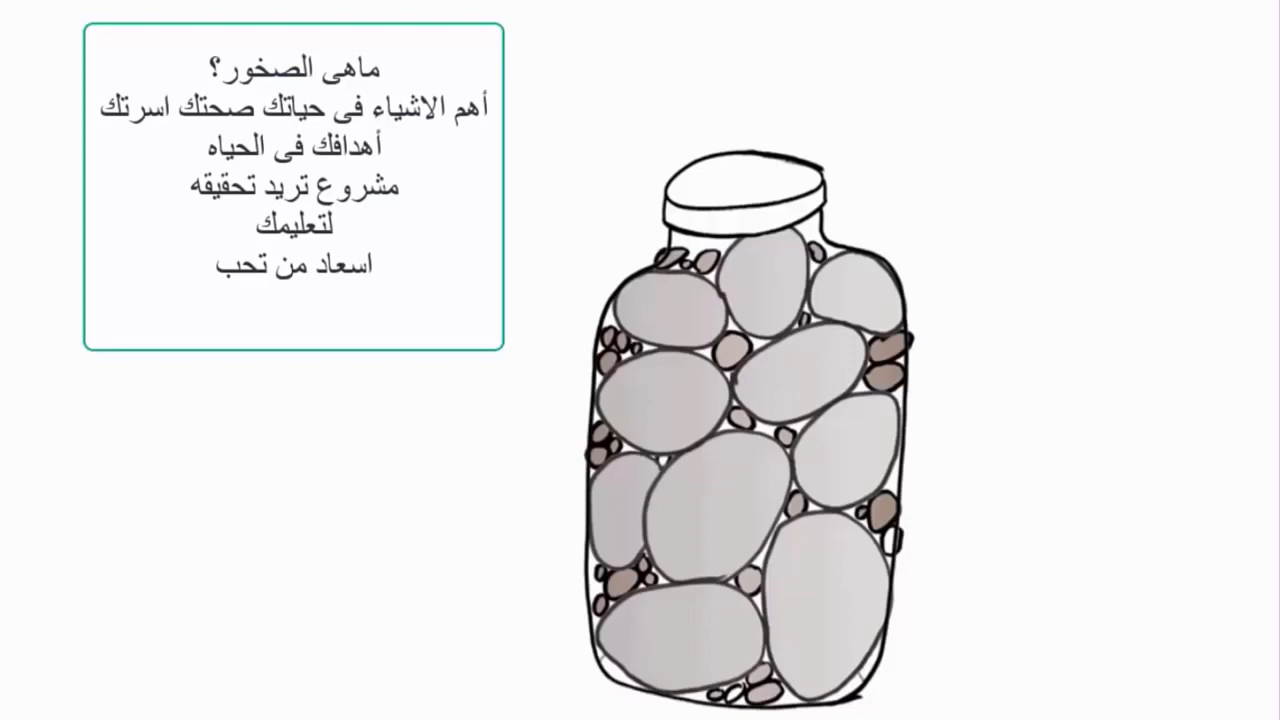 ماهى الصخور؟
أهم الاشياء فى حياتك صحتك اسرتك
أهدافك فى الحياه
مشروع تريد تحقيقه
لتعليمك
اسعاد من تحب